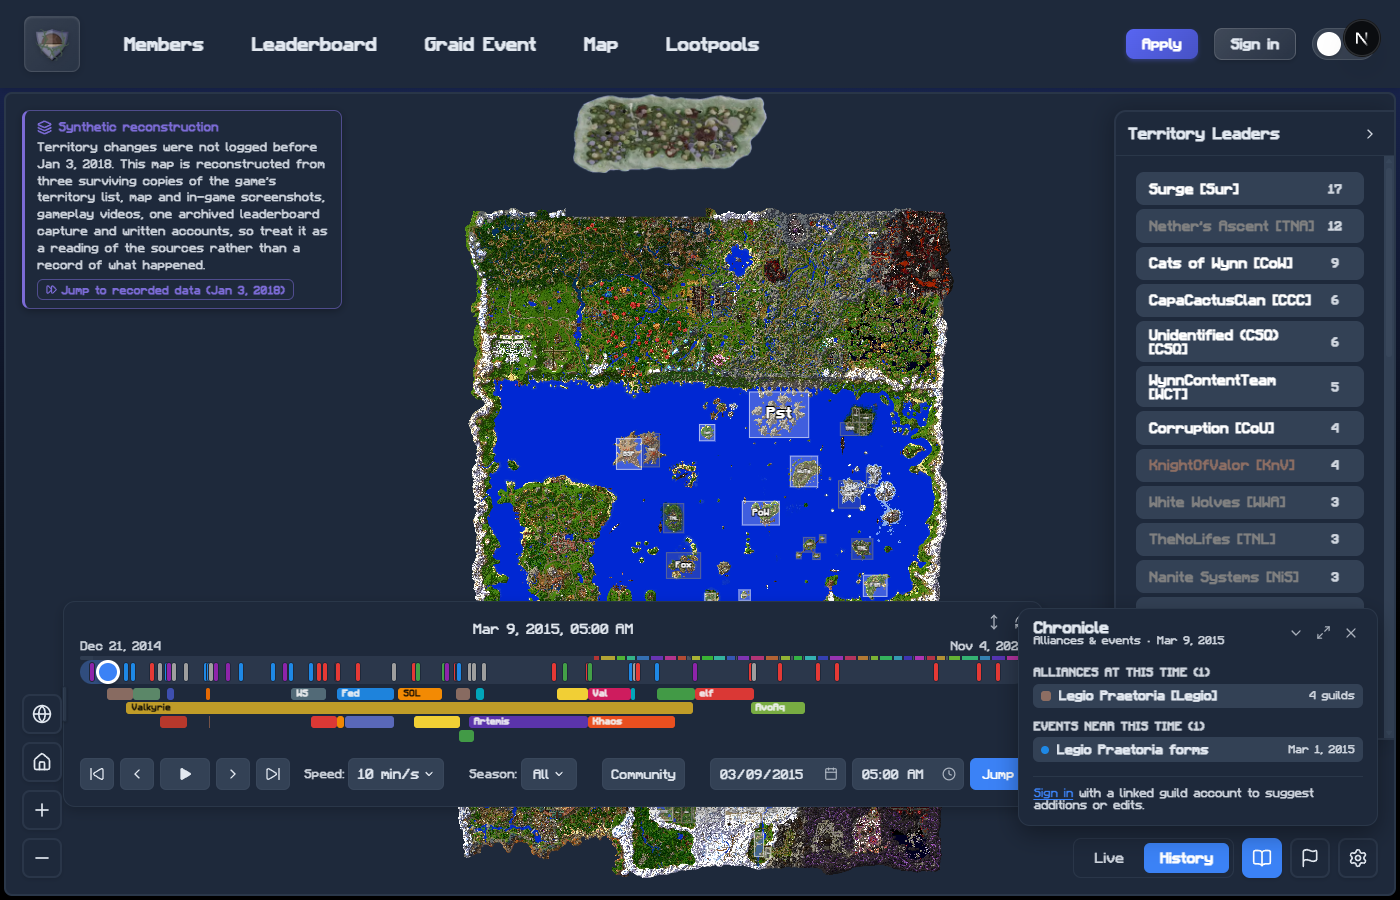 Members
Leaderboard
Graid Event
Map
Lootpools
Apply
Sign in
N
Synthetic reconstruction
Territory changes were not logged before
Jan 3, 2018. This map is reconstructed from
three surviving copies of the game's
territory list, map and in-game screenshots,
gameplay videos, one archived leaderboard
capture and written accounts, so treat it as
a reading of the sources rather than a
record of what happened.
Jump to recorded data (Jan 3, 2018)
Territory Leaders
Surge [Sur] 17
Nether's Ascent [TNA] 12
Cats of Wynn [CoW] 9
CapaCactusClan [CCC] 6
Unidentified (CSQ)
[CSQ] 6
WynnContentTeam
[WCT] 5
Corruption [CoU] 4
KnightOfValor [KnV] 4
White Wolves [WWA] 3
TheNoLifes [TNL] 3
Nanite Systems [NiS] 3
Pst
FoW
Fox
Mar 9, 2015, 05:00 AM
Dec 21, 2014
Nov 4, 202
WS
Fed
SOL
Val
elf
Valkyrie
AvoAq
Artemis
Khaos
Speed:
10 min/s
Season:
All
Community
03/09/2015
05:00 AM
Jump
Chronicle
Alliances & events · Mar 9, 2015
ALLIANCES AT THIS TIME (1)
Legio Praetoria [Legio] 4 guilds
EVENTS NEAR THIS TIME (1)
Legio Praetoria forms Mar 1, 2015
Sign in with a linked guild account to suggest
additions or edits.
Live
History